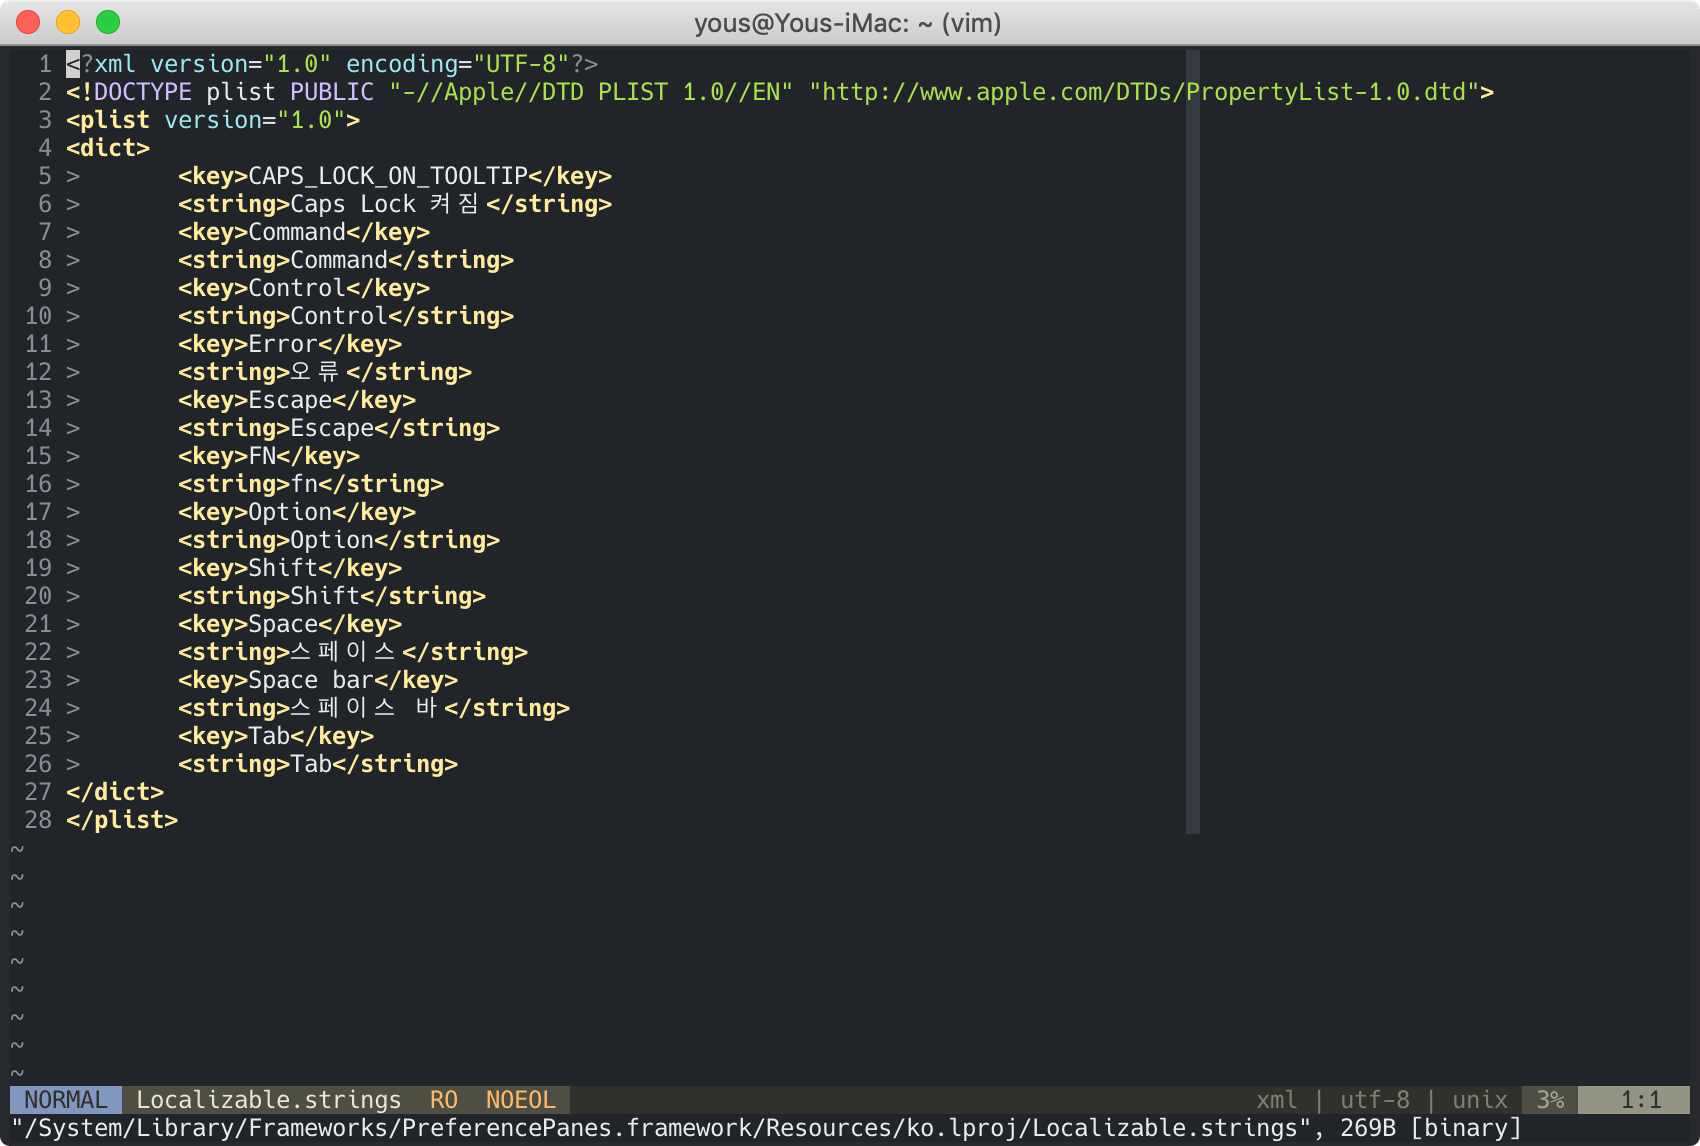 yous@Yous-iMac: ~ (vim)
1 <?xml version="1.0" encoding="UTF-8"?>
2 <!DOCTYPE plist PUBLIC "-//Apple//DTD PLIST 1.0//EN" "http://www.apple.com/DTDs/PropertyList-1.0.dtd">
3 <plist version="1.0">
4 <dict>
5 > <key>CAPS_LOCK_ON_TOOLTIP</key>
6 > <string>Caps Lock 켜짐</string>
7 > <key>Command</key>
8 > <string>Command</string>
9 > <key>Control</key>
10 > <string>Control</string>
11 > <key>Error</key>
12 > <string>오류</string>
13 > <key>Escape</key>
14 > <string>Escape</string>
15 > <key>FN</key>
16 > <string>fn</string>
17 > <key>Option</key>
18 > <string>Option</string>
19 > <key>Shift</key>
20 > <string>Shift</string>
21 > <key>Space</key>
22 > <string>스페이스</string>
23 > <key>Space bar</key>
24 > <string>스페이스 바</string>
25 > <key>Tab</key>
26 > <string>Tab</string>
27 </dict>
28 </plist>
~
~
~
~
~
~
~
~
~
NORMAL Localizable.strings RO NOEOL xml | utf-8 | unix 3% 1:1
"/System/Library/Frameworks/PreferencePanes.framework/Resources/ko.lproj/Localizable.strings", 269B [binary]